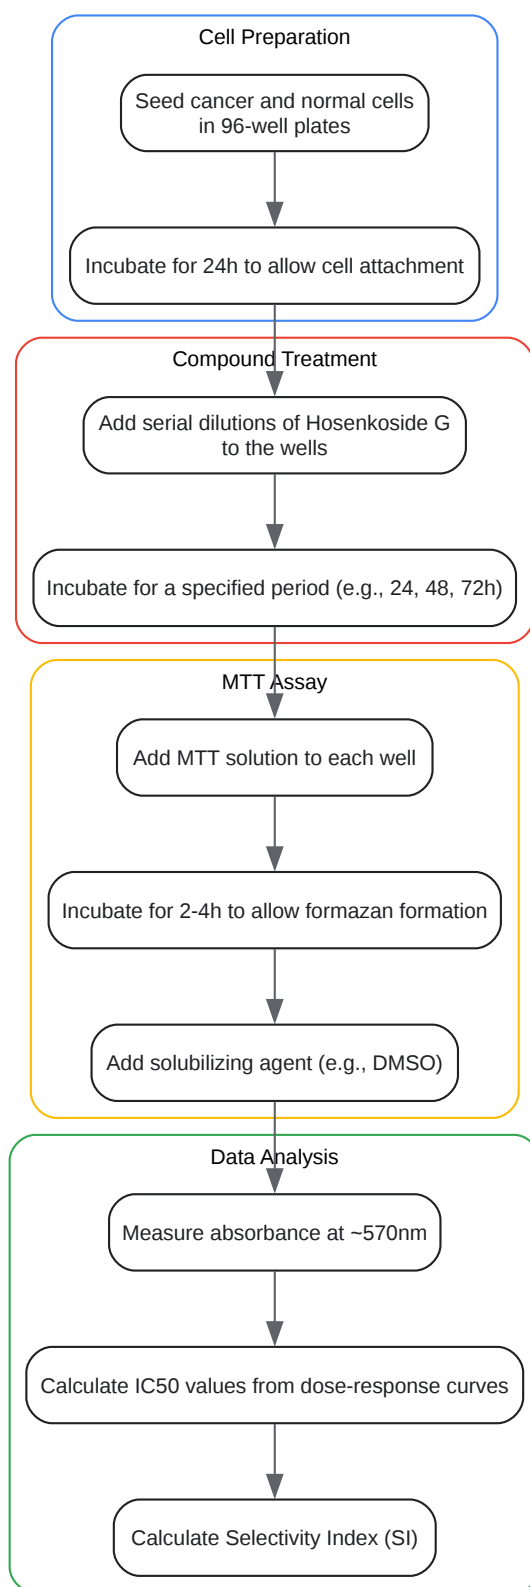 Cell Preparation
Seed cancer and normal cells
in 96-well plates
Incubate for 24h to allow cell attachment
Compound Treatment
Add serial dilutions of Hosenkoside G
to the wells
Incubate for a specified period (e.g., 24, 48, 72h)
MTT Assay
Add MTT solution to each well
Incubate for 2-4h to allow formazan formation
Add solubilizing agent (e.g., DMSO)
Data Analysis
Measure absorbance at ~570nm
Calculate IC50 values from dose-response curves
Calculate Selectivity Index (SI)